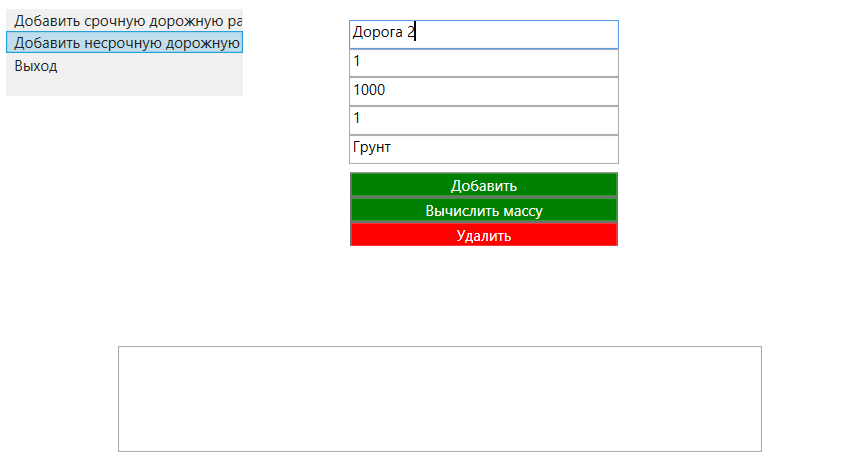 Добавить срочную дорожную ра
Добавить несрочную дорожную
Выход
Дорога 2
1
1000
1
Грунт
Добавить
Вычислить массу
Удалить